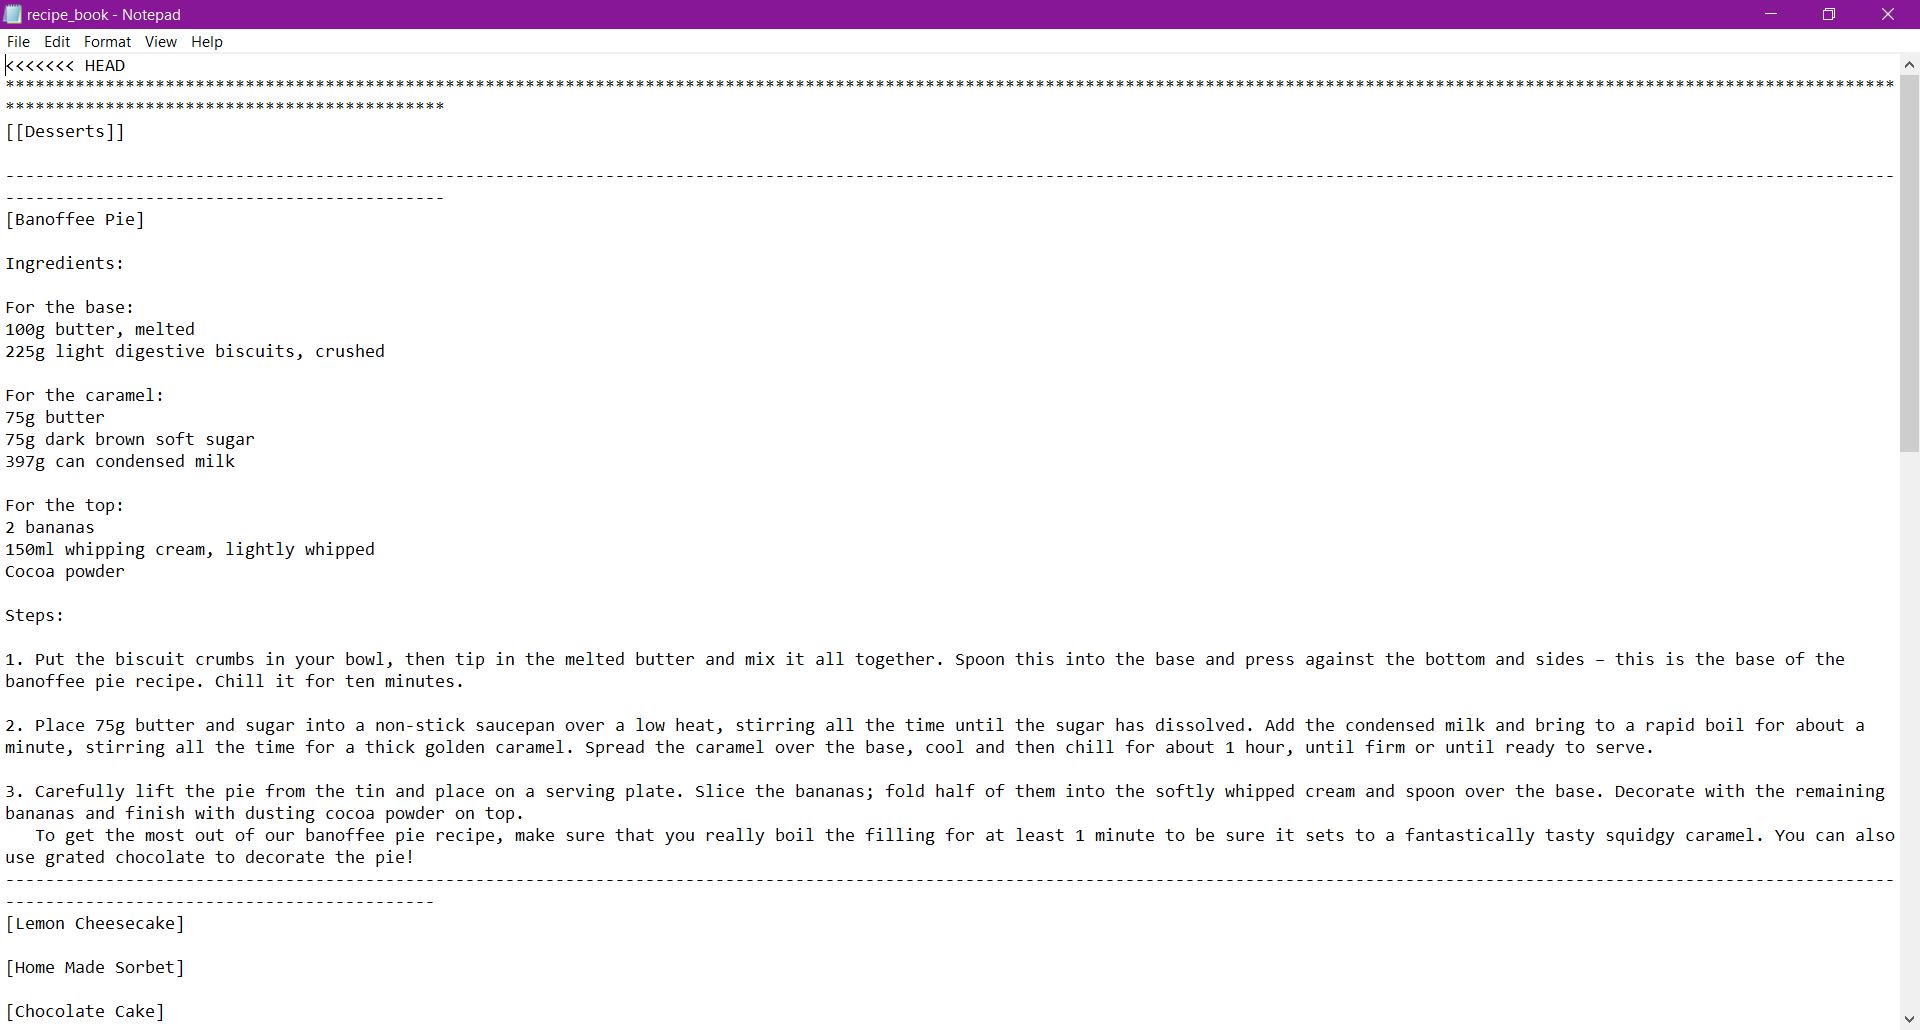 recipe_book - Notepad
File Edit Format View Help
<<<<<<< HEAD
*********************************************************************************************************************************************************************************************
********************************************
[[Desserts]]
---------------------------------------------------------------------------------------------------------------------------------------------------------------------------------------------
--------------------------------------------
[Banoffee Pie]
Ingredients:
For the base:
100g butter, melted
225g light digestive biscuits, crushed
For the caramel:
75g butter
75g dark brown soft sugar
397g can condensed milk
For the top:
2 bananas
150ml whipping cream, lightly whipped
Cocoa powder
Steps:
1. Put the biscuit crumbs in your bowl, then tip in the melted butter and mix it all together. Spoon this into the base and press against the bottom and sides – this is the base of the
banoffee pie recipe. Chill it for ten minutes.
2. Place 75g butter and sugar into a non-stick saucepan over a low heat, stirring all the time until the sugar has dissolved. Add the condensed milk and bring to a rapid boil for about a
minute, stirring all the time for a thick golden caramel. Spread the caramel over the base, cool and then chill for about 1 hour, until firm or until ready to serve.
3. Carefully lift the pie from the tin and place on a serving plate. Slice the bananas; fold half of them into the softly whipped cream and spoon over the base. Decorate with the remaining
bananas and finish with dusting cocoa powder on top.
To get the most out of our banoffee pie recipe, make sure that you really boil the filling for at least 1 minute to be sure it sets to a fantastically tasty squidgy caramel. You can also
use grated chocolate to decorate the pie!
---------------------------------------------------------------------------------------------------------------------------------------------------------------------------------------------
-------------------------------------------
[Lemon Cheesecake]
[Home Made Sorbet]
[Chocolate Cake]